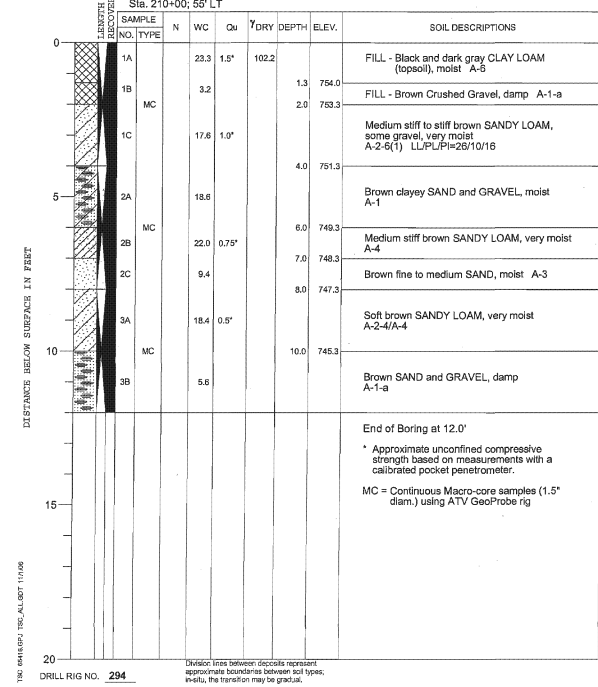 Sta. 210+00; 55' LT
LENGTH
RECOVERY
SAMPLE
NO. TYPE N WC Qu γDRY DEPTH ELEV. SOIL DESCRIPTIONS
0
1A 23.3 1.5* 102.2 FILL - Black and dark gray CLAY LOAM
(topsoil), moist A-6
1.3 754.0
1B 3.2 FILL - Brown Crushed Gravel, damp A-1-a
MC 2.0 753.3
Medium stiff to stiff brown SANDY LOAM,
1C 17.6 1.0* some gravel, very moist
A-2-6(1) LL/PL/PI=26/10/16
4.0 751.3
5
2A 18.6 Brown clayey SAND and GRAVEL, moist
A-1
MC 6.0 749.3
2B 22.0 0.75* Medium stiff brown SANDY LOAM, very moist
A-4
7.0 748.3
2C 9.4 Brown fine to medium SAND, moist A-3
8.0 747.3
3A 18.4 0.5* Soft brown SANDY LOAM, very moist
A-2-4/A-4
10 MC 10.0 745.3
3B 5.6 Brown SAND and GRAVEL, damp
A-1-a
End of Boring at 12.0'
* Approximate unconfined compressive
strength based on measurements with a
calibrated pocket penetrometer.
MC = Continuous Macro-core samples (1.5"
diam.) using ATV GeoProbe rig
15
20
DISTANCE BELOW SURFACE IN FEET
TSC 65418.GPJ TSC_ALL.GDT 11/1/06
DRILL RIG NO. 294
Division lines between deposits represent
approximate boundaries between soil types;
in-situ, the transition may be gradual.